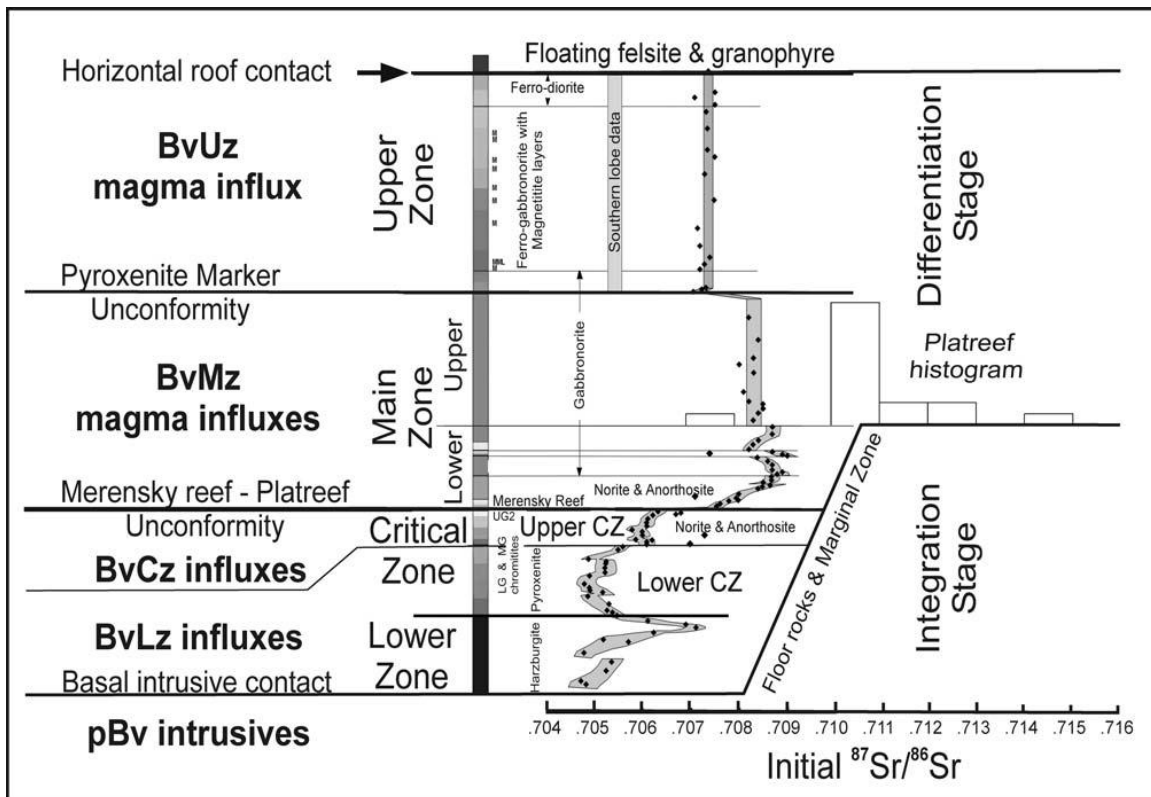 Floating felsite & granophyre
Horizontal roof contact
Ferro-diorite
BvUz
magma influx
Upper
Zone
Ferro-gabbronorite with
Magnetitite layers
Southern lobe data
Differentiation
Stage
MML
Pyroxenite Marker
Unconformity
BvMz
magma influxes
Main
Zone
Upper
Lower
Gabbronorite
Platreef
histogram
Merensky reef - Platreef
Merensky Reef
Norite & Anorthosite
Unconformity
Critical
Zone
UG2
Upper CZ
Norite & Anorthosite
BvCz influxes
LG & MG
chromitites
Pyroxenite
Lower CZ
Floor rocks & Marginal Zone
Integration
Stage
BvLz influxes
Lower
Zone
Harzburgite
Basal intrusive contact
pBv intrusives
.704 .705 .706 .707 .708 .709 .710 .711 .712 .713 .714 .715 .716
Initial ⁸⁷Sr/⁸⁶Sr